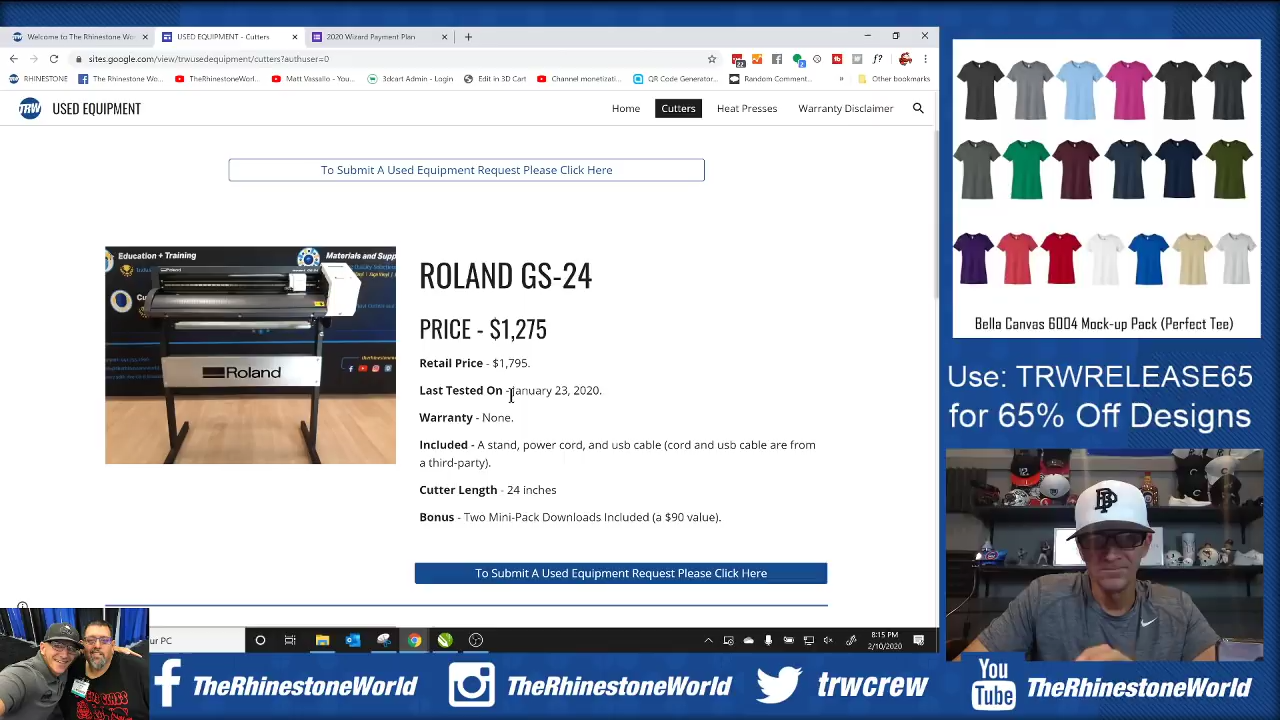 Welcome to The Rhinestone Wor
USED EQUIPMENT - Cutters
2020 Wizard Payment Plan
sites.google.com/view/trwusedequipment/cutters?authuser=0
RHINESTONE
The Rhinestone Wo...
TheRhinestoneWorl...
Matt Vassallo - You...
3dcart Admin - Login
Edit in 3D Cart
Channel monetizati...
QR Code Generator...
Random Comment...
Other bookmarks
TRW
USED EQUIPMENT
Home
Cutters
Heat Presses
Warranty Disclaimer
To Submit A Used Equipment Request Please Click Here
Education + Training
Materials and Supp
Roland
ROLAND GS-24
PRICE - $1,275
Retail Price - $1,795.
Last Tested On - January 23, 2020.
Warranty - None.
Included - A stand, power cord, and usb cable (cord and usb cable are from
a third-party).
Cutter Length - 24 inches
Bonus - Two Mini-Pack Downloads Included (a $90 value).
To Submit A Used Equipment Request Please Click Here
Bella Canvas 6004 Mock-up Pack (Perfect Tee)
Use: TRWRELEASE65
for 65% Off Designs
8:15 PM
2/10/2020
TheRhinestoneWorld
TheRhinestoneWorld
trwcrew
You
Tube
TheRhinestoneWorld